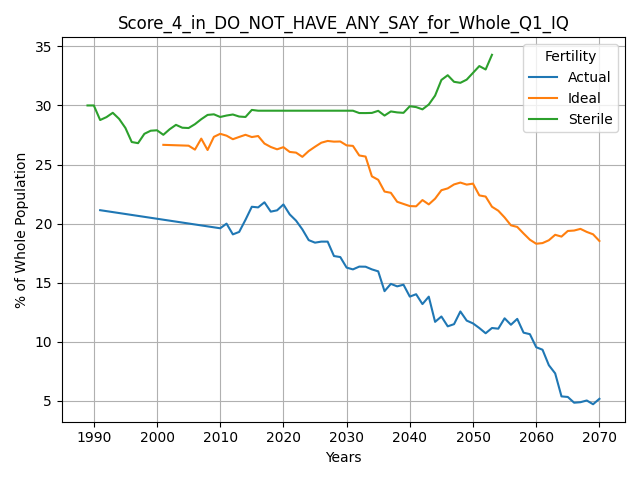 Score_4_in_DO_NOT_HAVE_ANY_SAY_for_Whole_Q1_IQ
Fertility
Actual
Ideal
Sterile
% of Whole Population
35
30
25
20
15
10
5
1990 2000 2010 2020 2030 2040 2050 2060 2070
Years